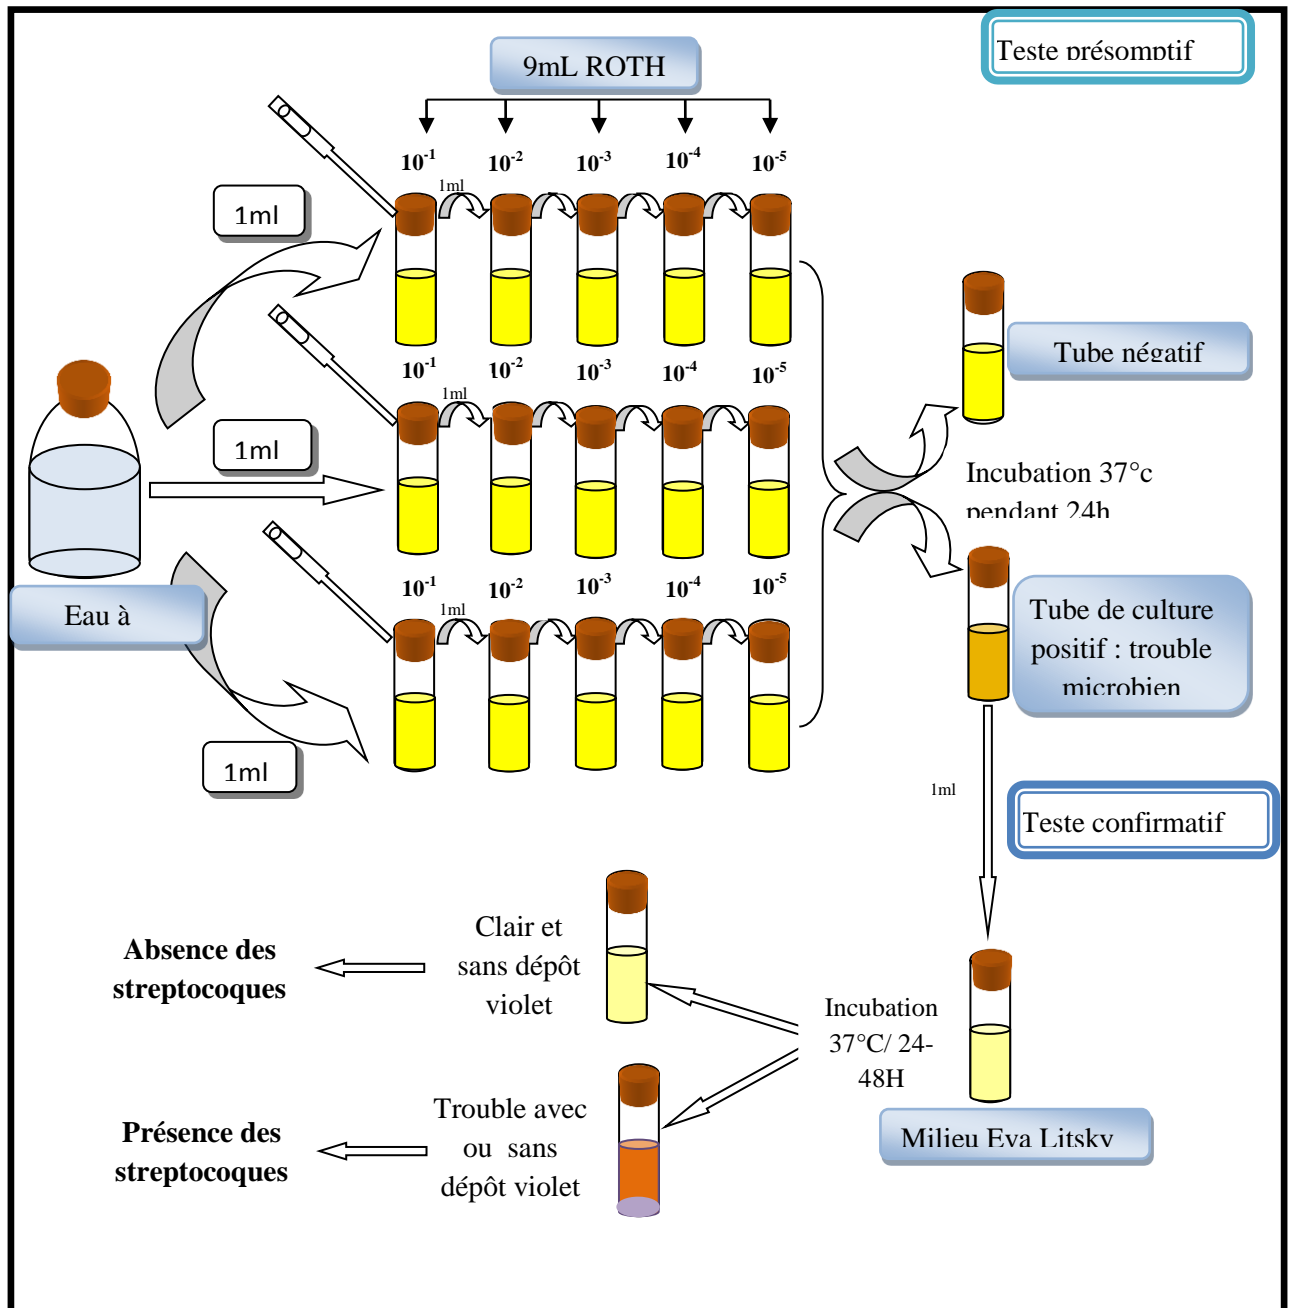 Teste présomptif
9mL ROTH
10⁻¹ 10⁻² 10⁻³ 10⁻⁴ 10⁻⁵
1ml
1ml
10⁻¹ 10⁻² 10⁻³ 10⁻⁴ 10⁻⁵
1ml
1ml
10⁻¹ 10⁻² 10⁻³ 10⁻⁴ 10⁻⁵
1ml
1ml
Eau à
Tube négatif
Incubation 37°c
pendant 24h
Tube de culture
positif : trouble
microbien
1ml
Teste confirmatif
Milieu Eva Litsky
Incubation
37°C/ 24-
48H
Clair et
sans dépôt
violet
Absence des
streptocoques
Trouble avec
ou sans
dépôt violet
Présence des
streptocoques